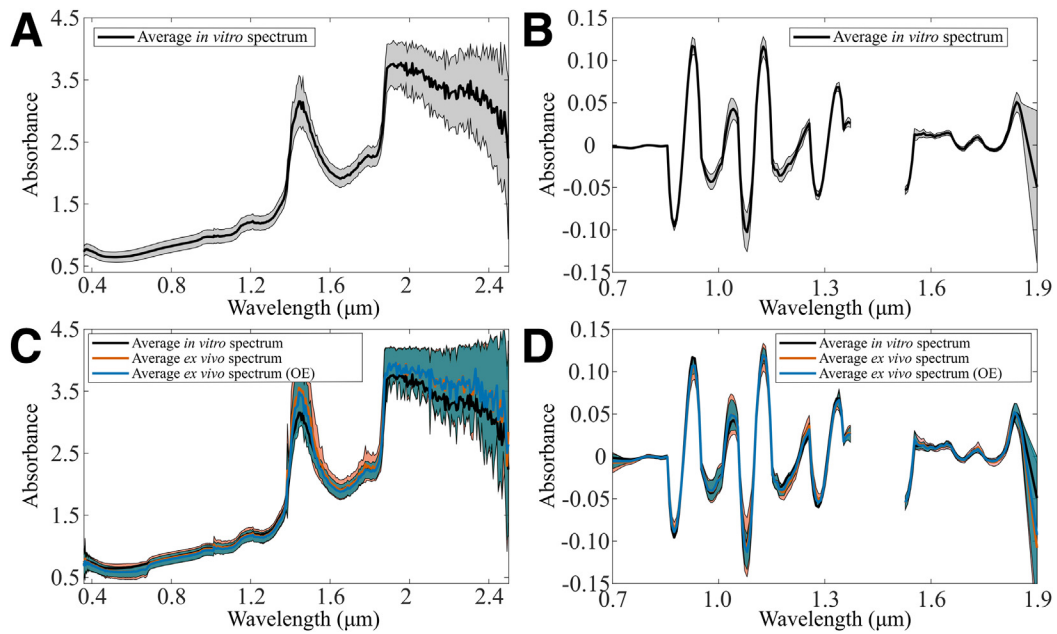 A
Average in vitro spectrum
4.5
3.5
2.5
1.5
0.5
Absorbance
0.4 0.8 1.2 1.6 2 2.4
Wavelength (μm)
B
Average in vitro spectrum
0.15
0.10
0.05
0
-0.05
-0.10
-0.15
Absorbance
0.7 1.0 1.3 1.6 1.9
Wavelength (μm)
C
Average in vitro spectrum
Average ex vivo spectrum
Average ex vivo spectrum (OE)
4.5
3.5
2.5
1.5
0.5
Absorbance
0.4 0.8 1.2 1.6 2 2.4
Wavelength (μm)
D
Average in vitro spectrum
Average ex vivo spectrum
Average ex vivo spectrum (OE)
0.15
0.10
0.05
0
-0.05
-0.10
-0.15
Absorbance
0.7 1.0 1.3 1.6 1.9
Wavelength (μm)